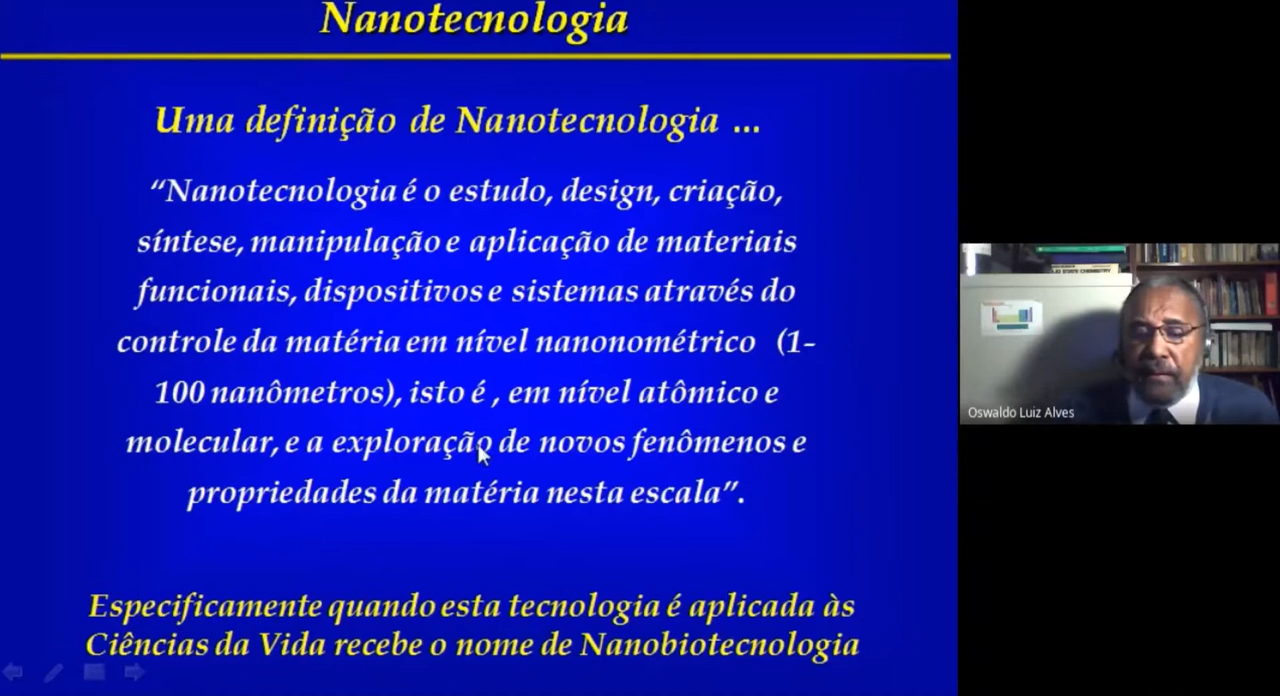 Nanotecnologia
Uma definição de Nanotecnologia ...
“Nanotecnologia é o estudo, design, criação,
síntese, manipulação e aplicação de materiais
funcionais, dispositivos e sistemas através do
controle da matéria em nível nanonométrico (1-
100 nanômetros), isto é , em nível atômico e
molecular, e a exploração de novos fenômenos e
propriedades da matéria nesta escala”.
Especificamente quando esta tecnologia é aplicada às
Ciências da Vida recebe o nome de Nanobiotecnologia
STATE CHEMISTRY
Oswaldo Luiz Alves